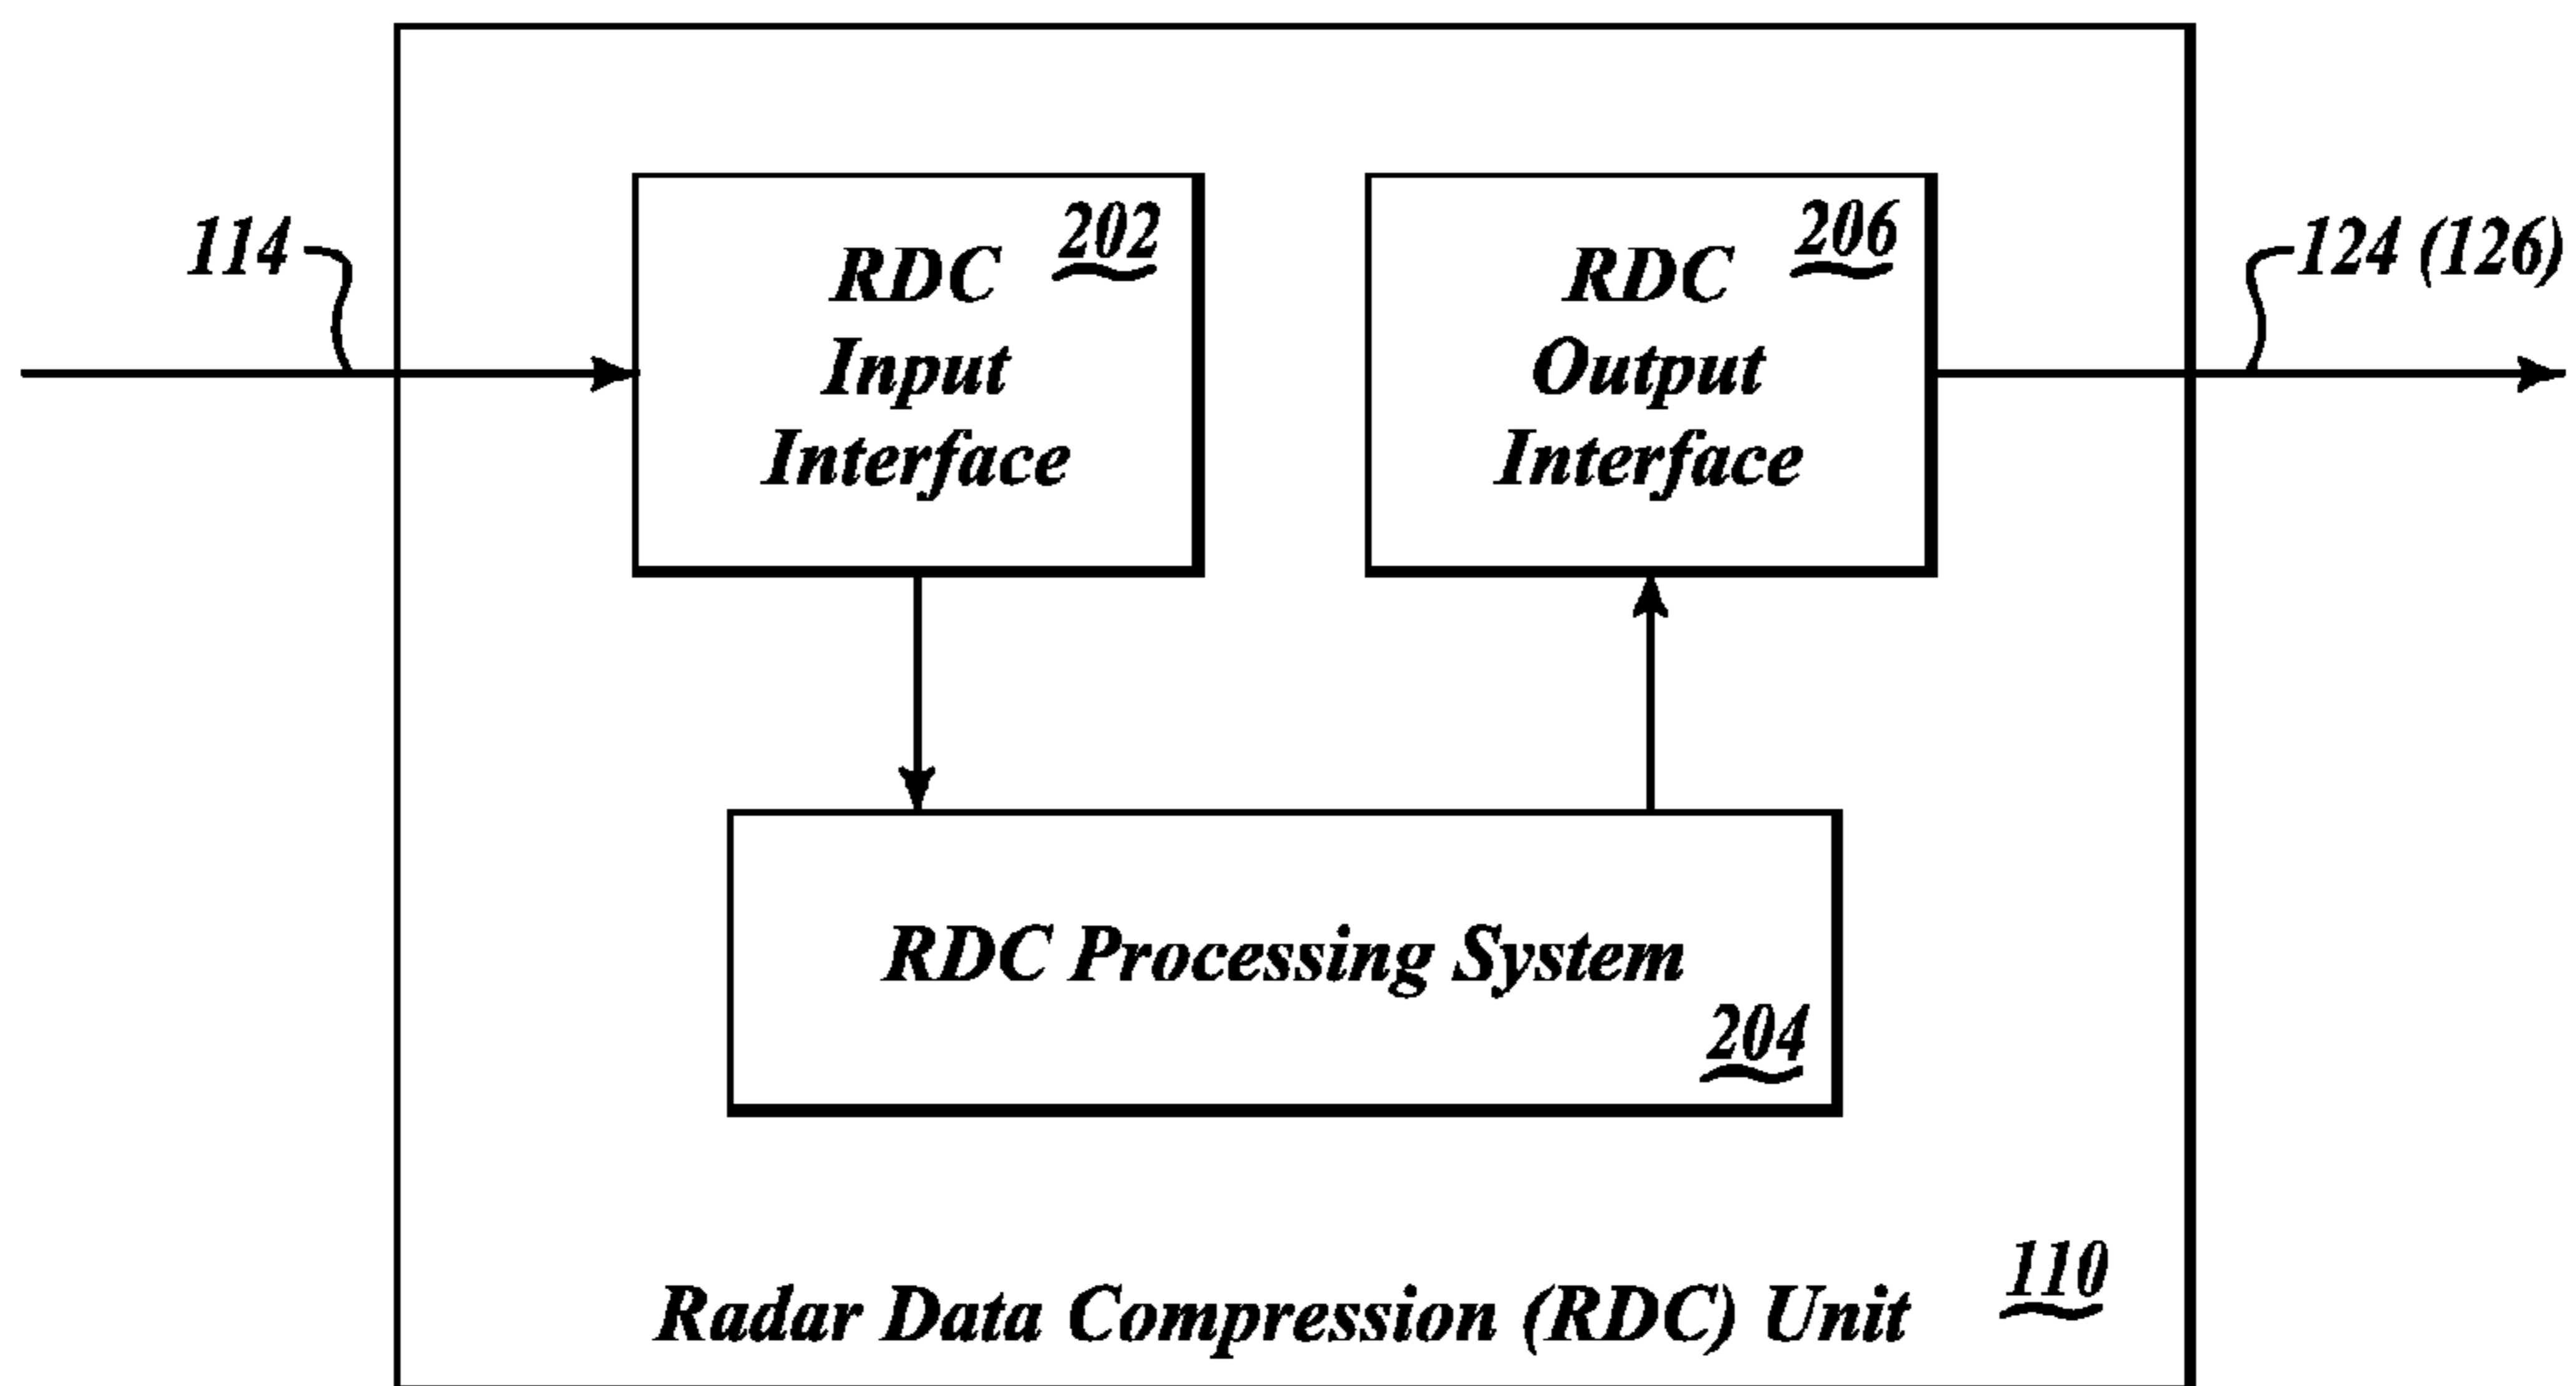 114
202
RDC
Input
Interface
206
RDC
Output
Interface
124 (126)
RDC Processing System
204
110
Radar Data Compression (RDC) Unit